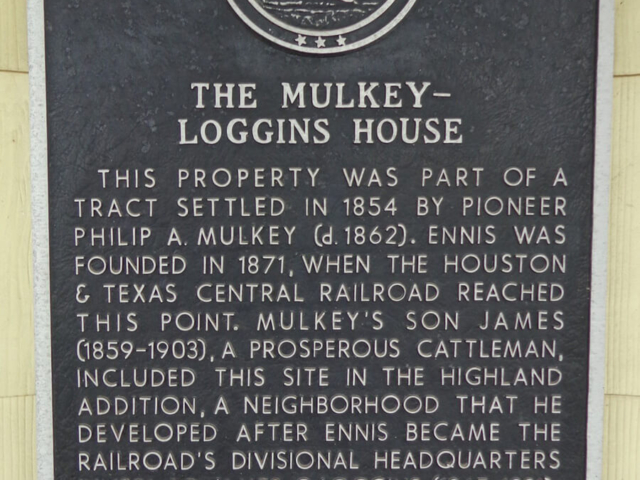 THE MULKEY-
LOGGINS HOUSE
THIS PROPERTY WAS PART OF A
TRACT SETTLED IN 1854 BY PIONEER
PHILIP A. MULKEY (d. 1862). ENNIS WAS
FOUNDED IN 1871, WHEN THE HOUSTON
& TEXAS CENTRAL RAILROAD REACHED
THIS POINT. MULKEY'S SON JAMES
(1859-1903), A PROSPEROUS CATTLEMAN,
INCLUDED THIS SITE IN THE HIGHLAND
ADDITION, A NEIGHBORHOOD THAT HE
DEVELOPED AFTER ENNIS BECAME THE
RAILROAD'S DIVISIONAL HEADQUARTERS